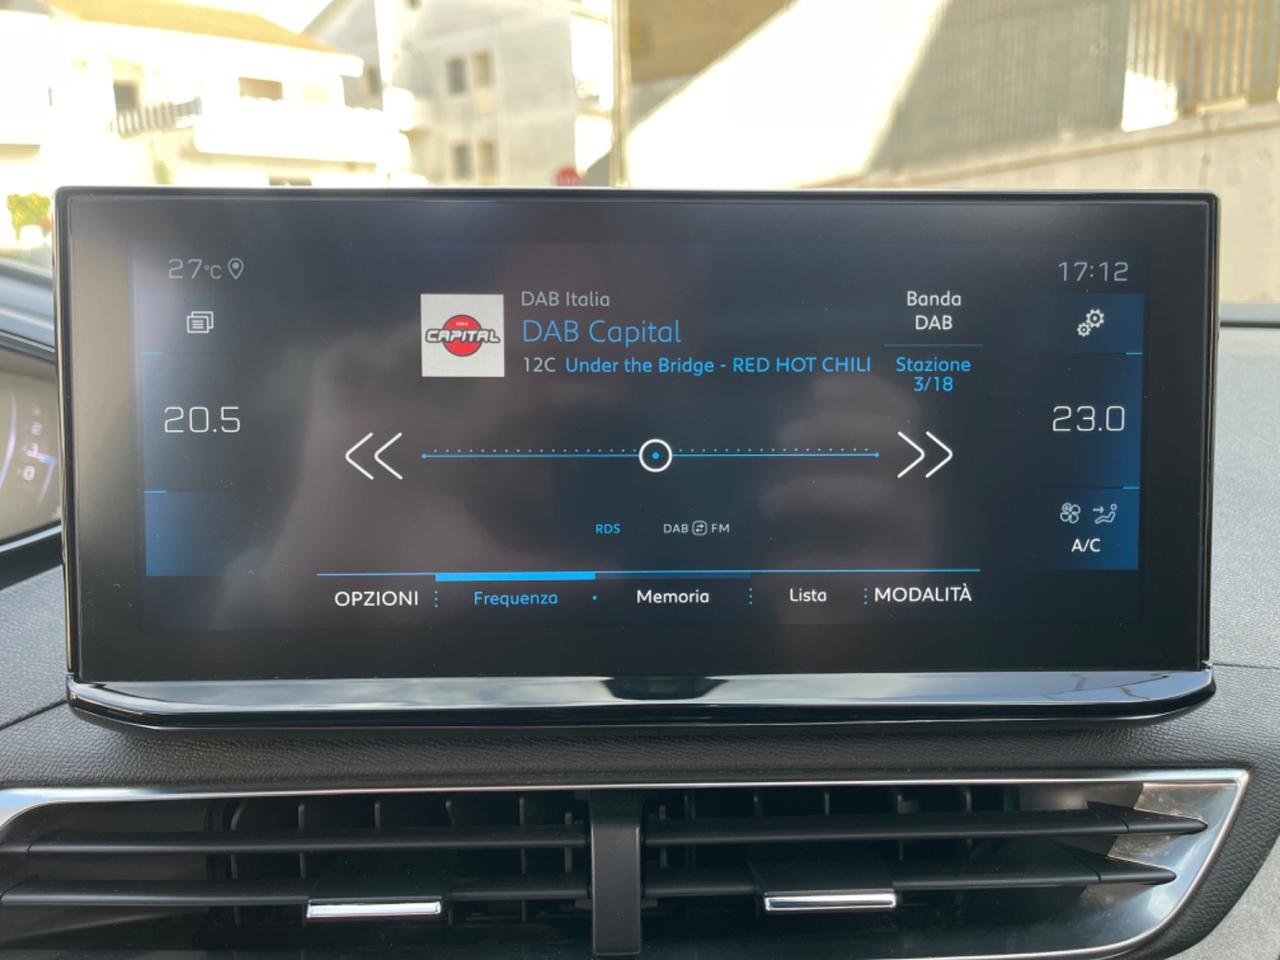 27°C
17:12
CAPITAL
DAB Italia
DAB Capital
12C Under the Bridge - RED HOT CHILI
Banda
DAB
Stazione
3/18
20.5
23.0
RDS
DAB FM
A/C
OPZIONI
Frequenza
Memoria
Lista
MODALITÀ